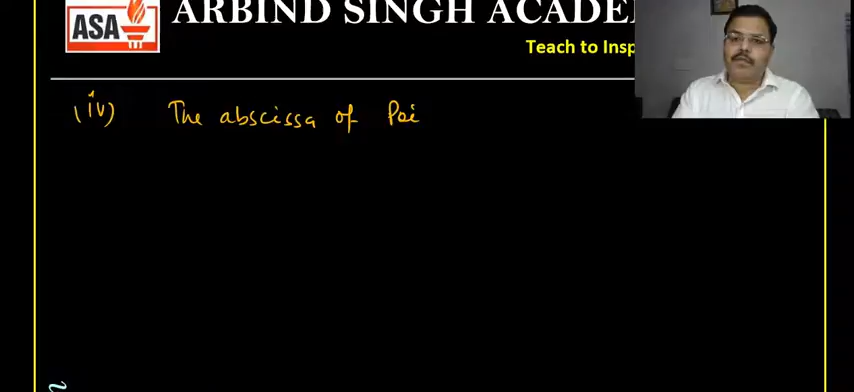 ARBIND SINGH ACADE
ASA
Teach to Insp
(iv) The abscissa of Poi